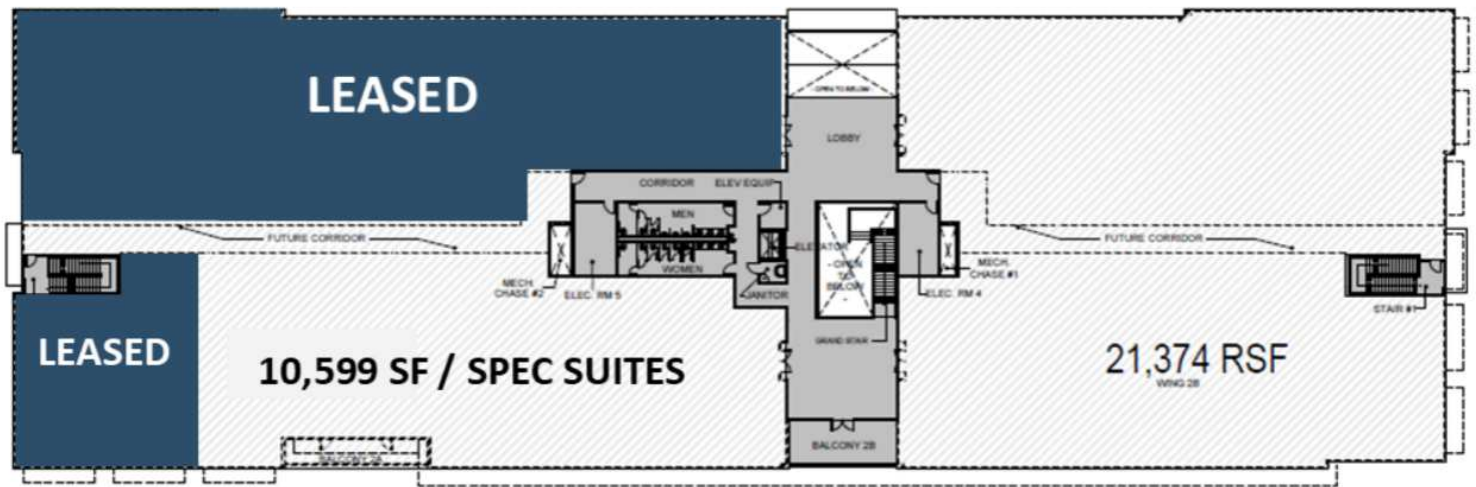 LEASED
OPEN TO BELOW
LOBBY
CORRIDOR
ELEV EQUIP
MEN
FUTURE CORRIDOR
ELEVATOR
FUTURE CORRIDOR
WOMEN
- OPEN
TO
BELOW
-
MECH.
CHASE #2
ELEC. RM 5
JANITOR
ELEC. RM 4
MECH.
CHASE #1
STAIR #1
GRAND STAIR
LEASED
10,599 SF / SPEC SUITES
21,374 RSF
WING 2B
BALCONY 2A
BALCONY 2B